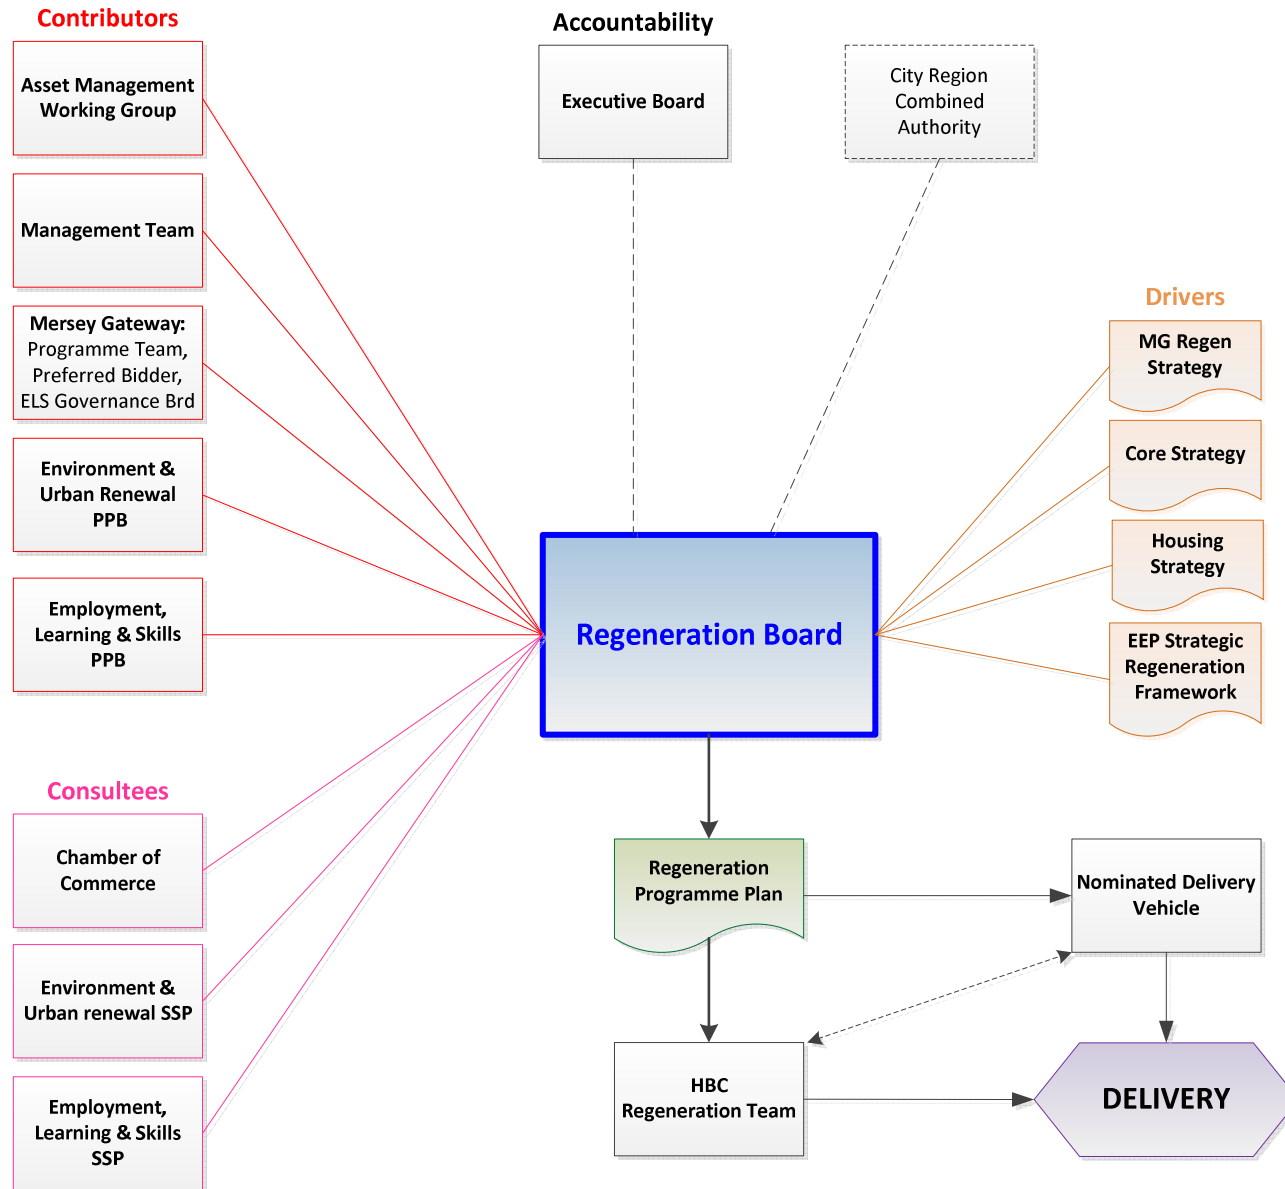 Contributors
Asset Management
Working Group
Management Team
Mersey Gateway:
Programme Team,
Preferred Bidder,
ELS Governance Brd
Environment &
Urban Renewal
PPB
Employment,
Learning & Skills
PPB
Consultees
Chamber of
Commerce
Environment &
Urban renewal SSP
Employment,
Learning & Skills
SSP
Accountability
Executive Board
City Region
Combined
Authority
Regeneration Board
Drivers
MG Regen
Strategy
Core Strategy
Housing
Strategy
EEP Strategic
Regeneration
Framework
Regeneration
Programme Plan
Nominated Delivery
Vehicle
HBC
Regeneration Team
DELIVERY